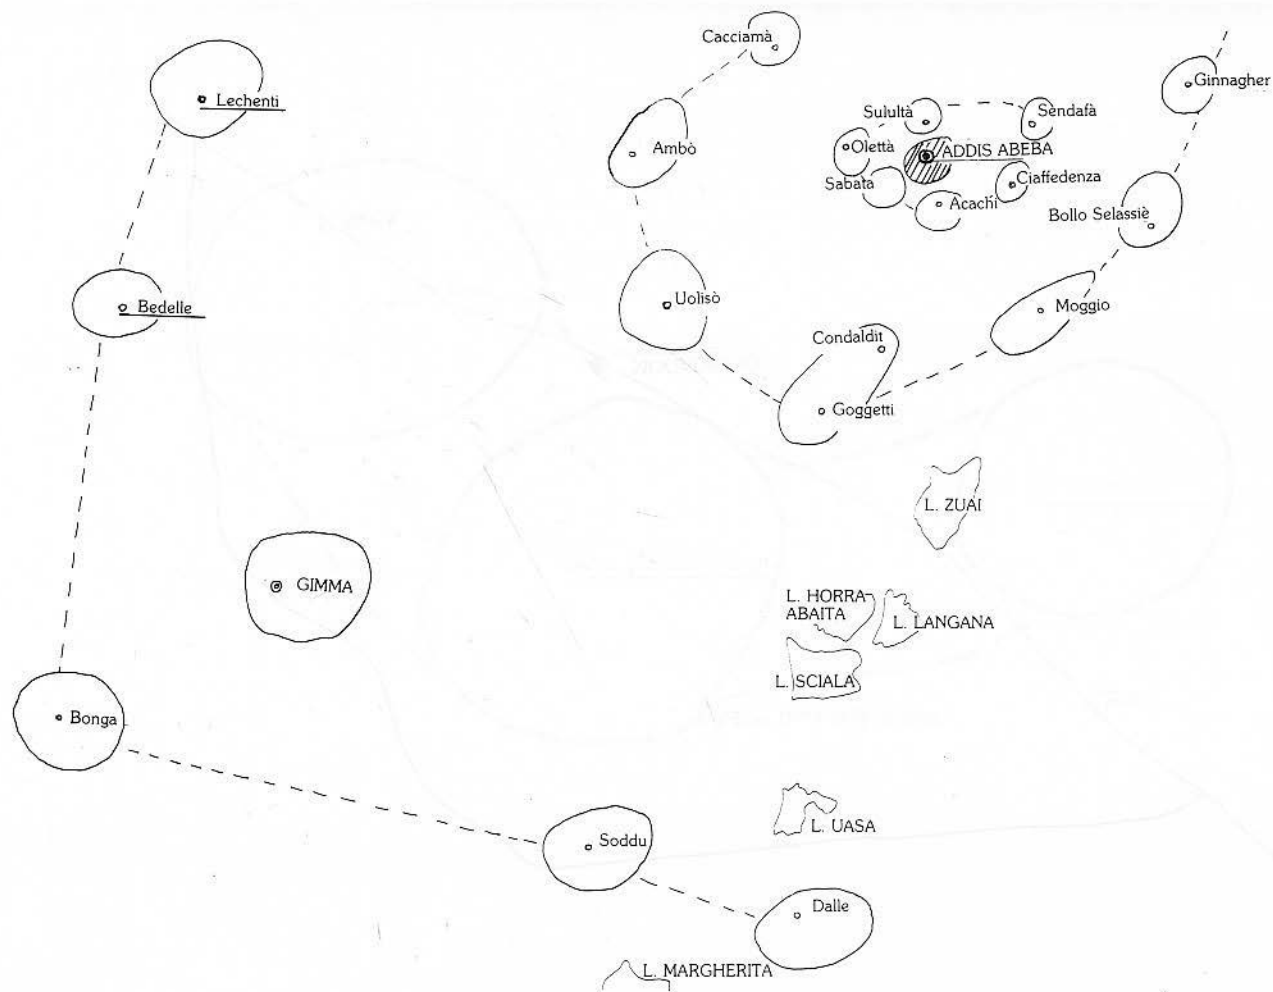 Cacciamà
Ginnagher
Lechenti
Sulultà
Sendafà
Ambò
Olettà
ADDIS ABEBA
Sabata
Ciaffedenza
Acachi
Bollo Selassiè
Bedelle
Uolisò
Moggio
Condaldit
Goggetti
L. ZUAI
GIMMA
L. HORRA
ABAITA
L. LANGANA
L. SCIALA
Bonga
L. UASA
Soddu
Dalle
L. MARGHERITA